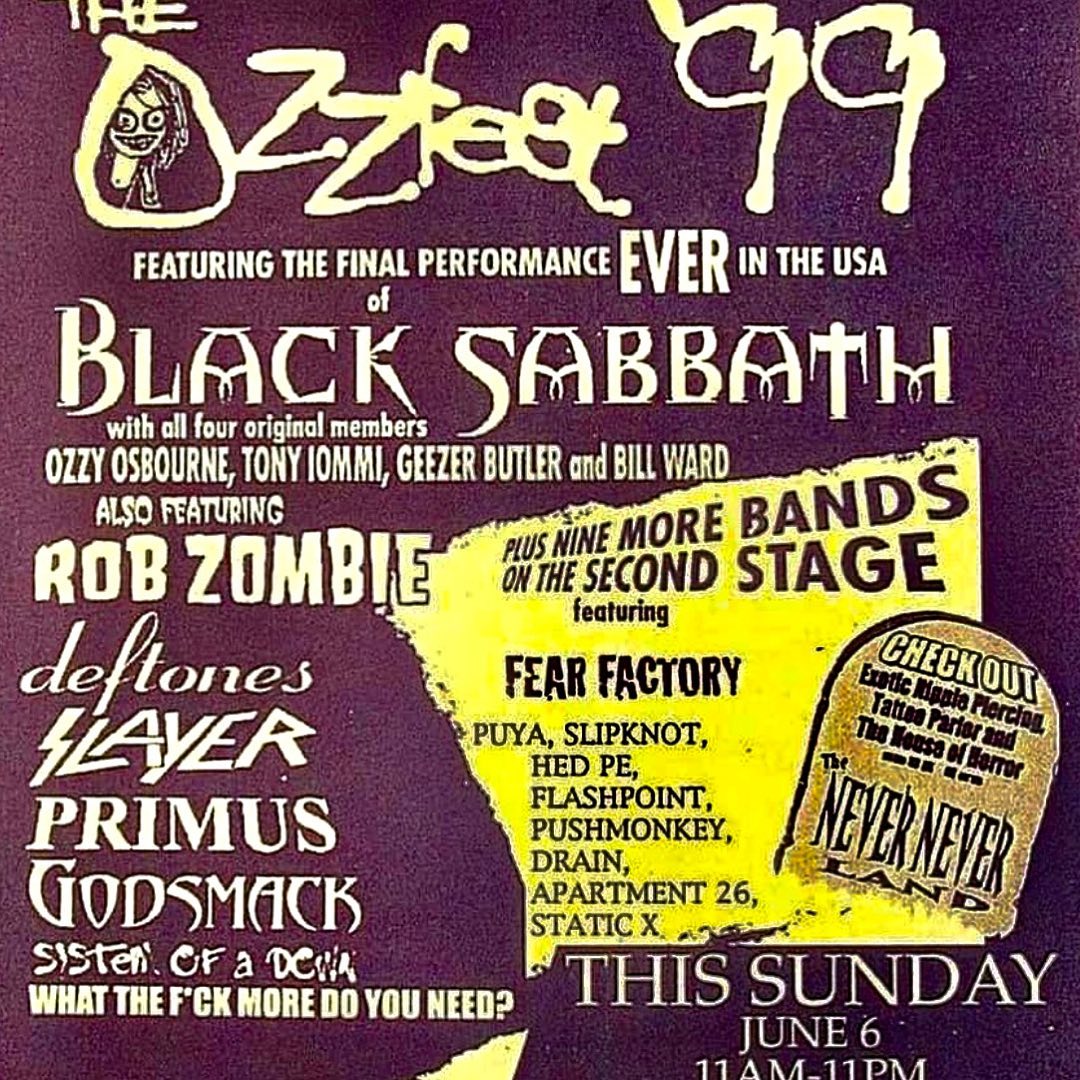 THE
Ozzfest '99
FEATURING THE FINAL PERFORMANCE EVER IN THE USA
of
BLACK SABBATH
with all four original members
OZZY OSBOURNE, TONY IOMMI, GEEZER BUTLER and BILL WARD
ALSO FEATURING
ROB ZOMBIE
deftones
SLAYER
PRIMUS
GODSMACK
SYSTEM OF A DOWN
WHAT THE F*CK MORE DO YOU NEED?
PLUS NINE MORE BANDS
ON THE SECOND STAGE
featuring
FEAR FACTORY
PUYA, SLIPKNOT,
HED PE,
FLASHPOINT,
PUSHMONKEY,
DRAIN,
APARTMENT 26,
STATIC X
CHECK OUT
Exotic Nipple Piercing,
Tattoo Parlor and
The House of Horror
The
NEVER NEVER
LAND
THIS SUNDAY
JUNE 6
11AM-11PM